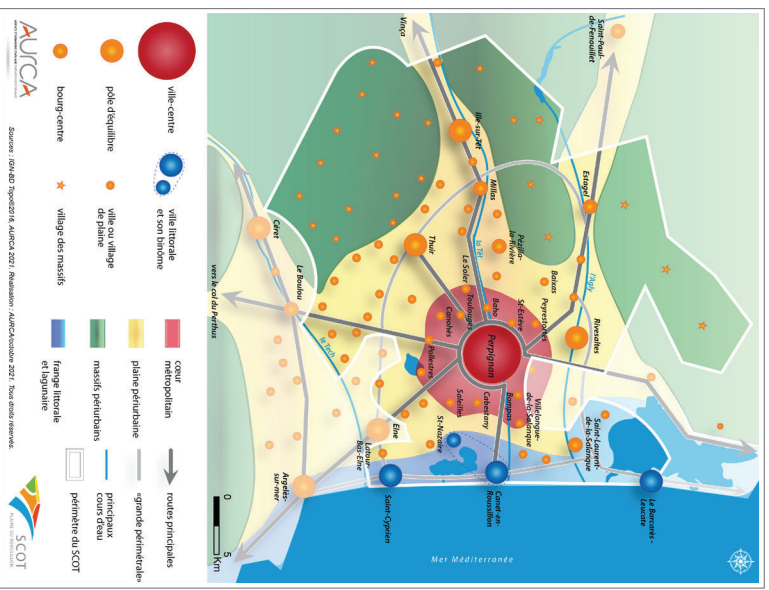 Saint-Paul-
de-Fenouillet
Vinça
Estagel
l'Agly
Ille-sur-Têt
Millas
Pézilla-
la-Rivière
Baixas
Rivesaltes
Peyrestortes
St-Estève
la Têt
Le Soler
Baho
Toulouges
Canohès
Thuir
Perpignan
Bompas
Villelongue-
de-la-Salanque
Saint-Laurent-
de-la-Salanque
Le Barcarès -
Leucate
Cabestany
Saleilles
Pollestres
St-Nazaire
Canet-en-
Roussillon
Céret
Le Boulou
vers le col du Perthus
le Tech
Elne
Latour-
Bas-Elne
Saint-Cyprien
Argelès-
sur-mer
Mer Méditerranée
0
5
Km
ville-centre
pôle d'équilibre
bourg-centre
ville littorale
et son binôme
ville ou village
de plaine
village des massifs
cœur
métropolitain
plaine périurbaine
massifs périurbains
frange littorale
et lagunaire
routes principales
«grande périmétrale»
principaux
cours d'eau
périmètre du SCOT
AURCA
Sources : IGN-BD Topo©2016, AURCA 2021. Réalisation : AURCA/octobre 2021. Tous droits réservés.
SCOT
PLAINE DU ROUSSILLON